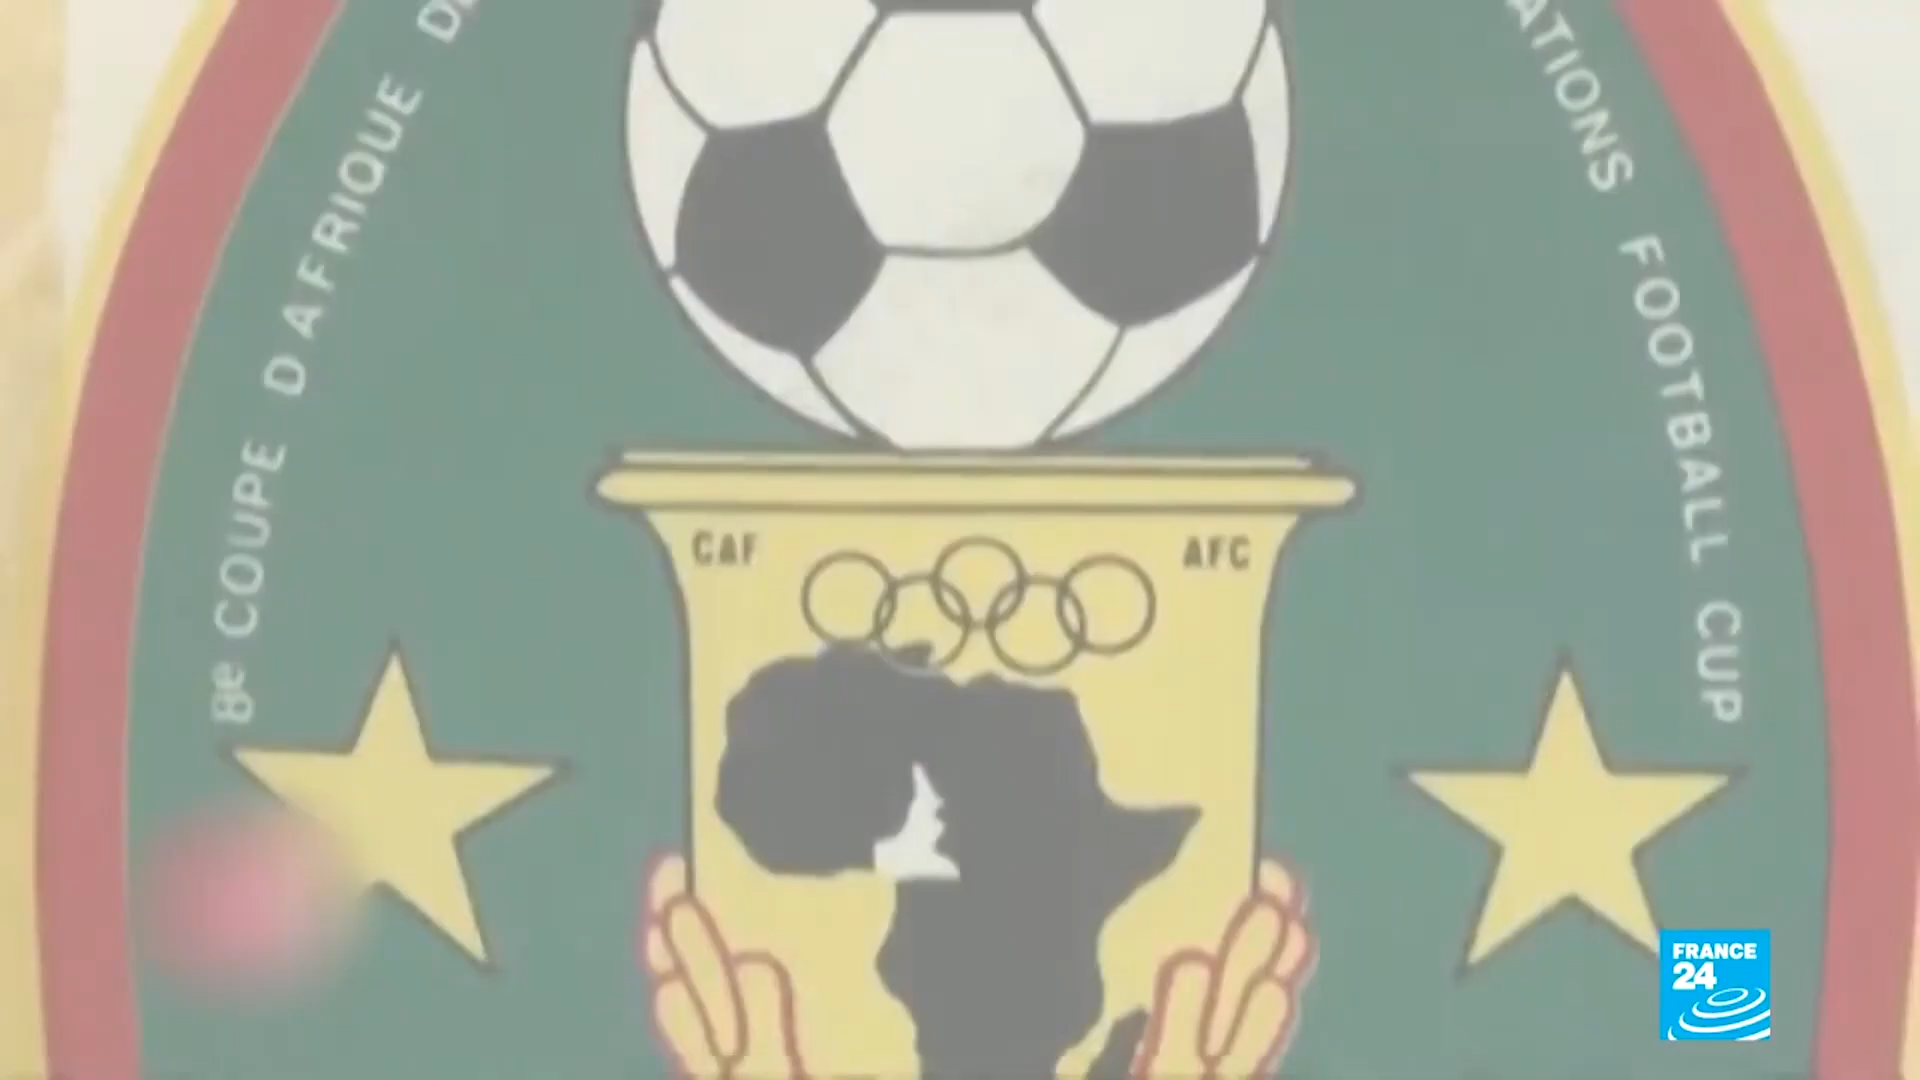 8e COUPE D AFRIQUE
ATIONS FOOTBALL CUP
CAF
AFC
FRANCE
24